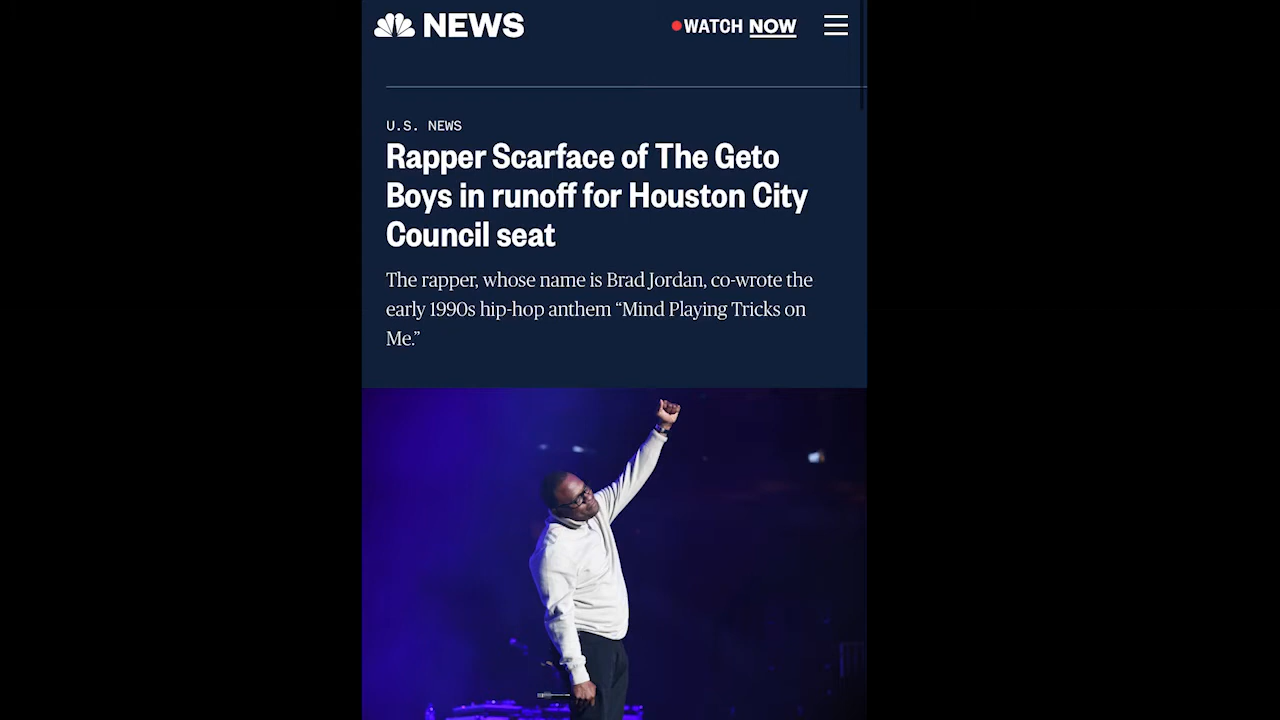 NEWS
WATCH NOW
U.S. NEWS
Rapper Scarface of The Geto
Boys in runoff for Houston City
Council seat
The rapper, whose name is Brad Jordan, co-wrote the
early 1990s hip-hop anthem “Mind Playing Tricks on
Me.”